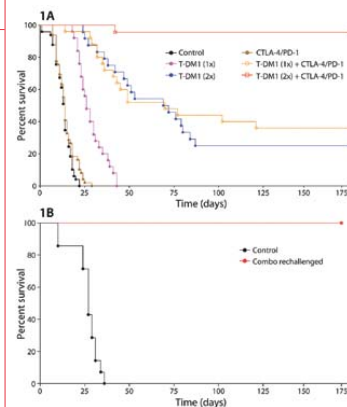 1A
100
80
60
40
20
0
Percent survival
Control
T-DM1 (1x)
T-DM1 (2x)
CTLA-4/PD-1
T-DM1 (1x) + CTLA-4/PD-1
T-DM1 (2x) + CTLA-4/PD-1
0 25 50 75 100 125 150 175
Time (days)
1B
100
80
60
40
20
0
Percent survival
Control
Combo rechallenged
0 25 50 75 100 125 150 175
Time (days)